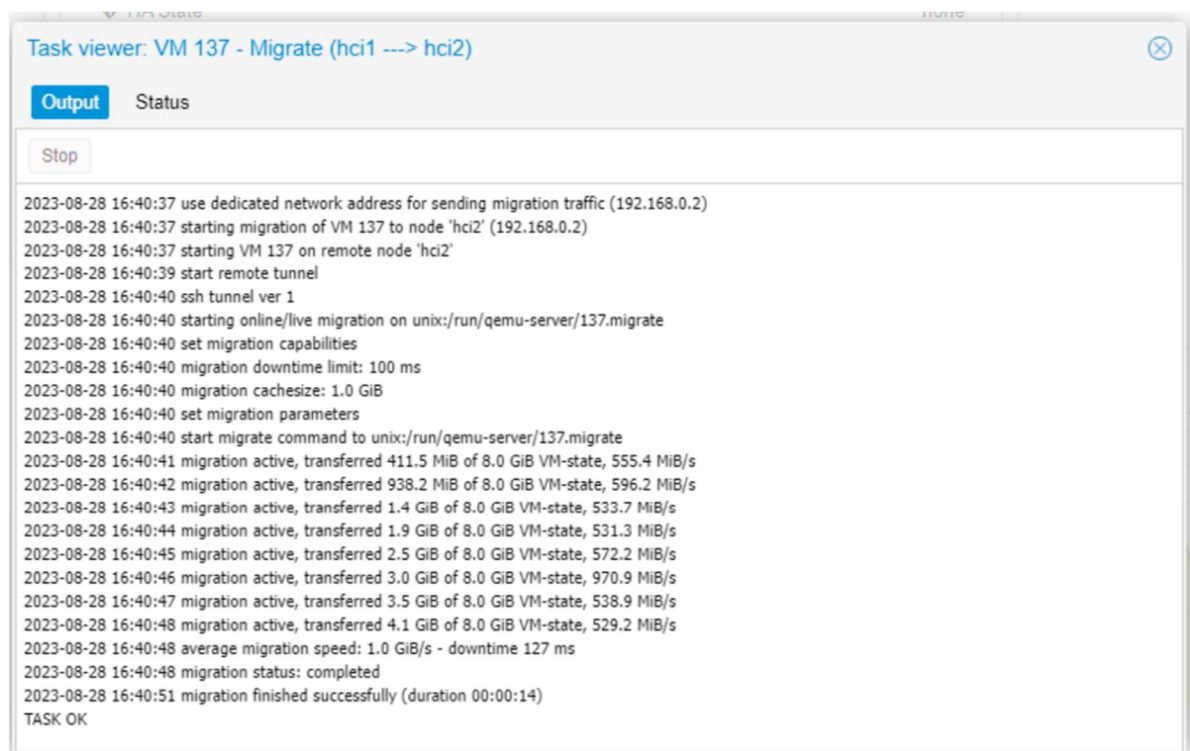 HA State none
Task viewer: VM 137 - Migrate (hci1 ---> hci2)
Output Status
Stop
2023-08-28 16:40:37 use dedicated network address for sending migration traffic (192.168.0.2)
2023-08-28 16:40:37 starting migration of VM 137 to node 'hci2' (192.168.0.2)
2023-08-28 16:40:37 starting VM 137 on remote node 'hci2'
2023-08-28 16:40:39 start remote tunnel
2023-08-28 16:40:40 ssh tunnel ver 1
2023-08-28 16:40:40 starting online/live migration on unix:/run/qemu-server/137.migrate
2023-08-28 16:40:40 set migration capabilities
2023-08-28 16:40:40 migration downtime limit: 100 ms
2023-08-28 16:40:40 migration cachesize: 1.0 GiB
2023-08-28 16:40:40 set migration parameters
2023-08-28 16:40:40 start migrate command to unix:/run/qemu-server/137.migrate
2023-08-28 16:40:41 migration active, transferred 411.5 MiB of 8.0 GiB VM-state, 555.4 MiB/s
2023-08-28 16:40:42 migration active, transferred 938.2 MiB of 8.0 GiB VM-state, 596.2 MiB/s
2023-08-28 16:40:43 migration active, transferred 1.4 GiB of 8.0 GiB VM-state, 533.7 MiB/s
2023-08-28 16:40:44 migration active, transferred 1.9 GiB of 8.0 GiB VM-state, 531.3 MiB/s
2023-08-28 16:40:45 migration active, transferred 2.5 GiB of 8.0 GiB VM-state, 572.2 MiB/s
2023-08-28 16:40:46 migration active, transferred 3.0 GiB of 8.0 GiB VM-state, 970.9 MiB/s
2023-08-28 16:40:47 migration active, transferred 3.5 GiB of 8.0 GiB VM-state, 538.9 MiB/s
2023-08-28 16:40:48 migration active, transferred 4.1 GiB of 8.0 GiB VM-state, 529.2 MiB/s
2023-08-28 16:40:48 average migration speed: 1.0 GiB/s - downtime 127 ms
2023-08-28 16:40:48 migration status: completed
2023-08-28 16:40:51 migration finished successfully (duration 00:00:14)
TASK OK